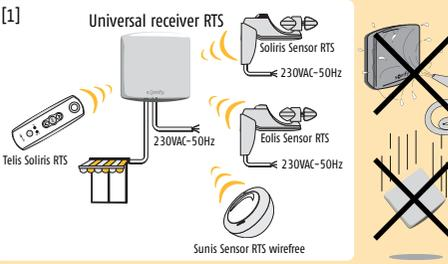 [1]
Universal receiver RTS
somfy
Soliris Sensor RTS
230VAC~50Hz
Telis Soliris RTS
230VAC~50Hz
Eolis Sensor RTS
230VAC~50Hz
Sunis Sensor RTS wirefree